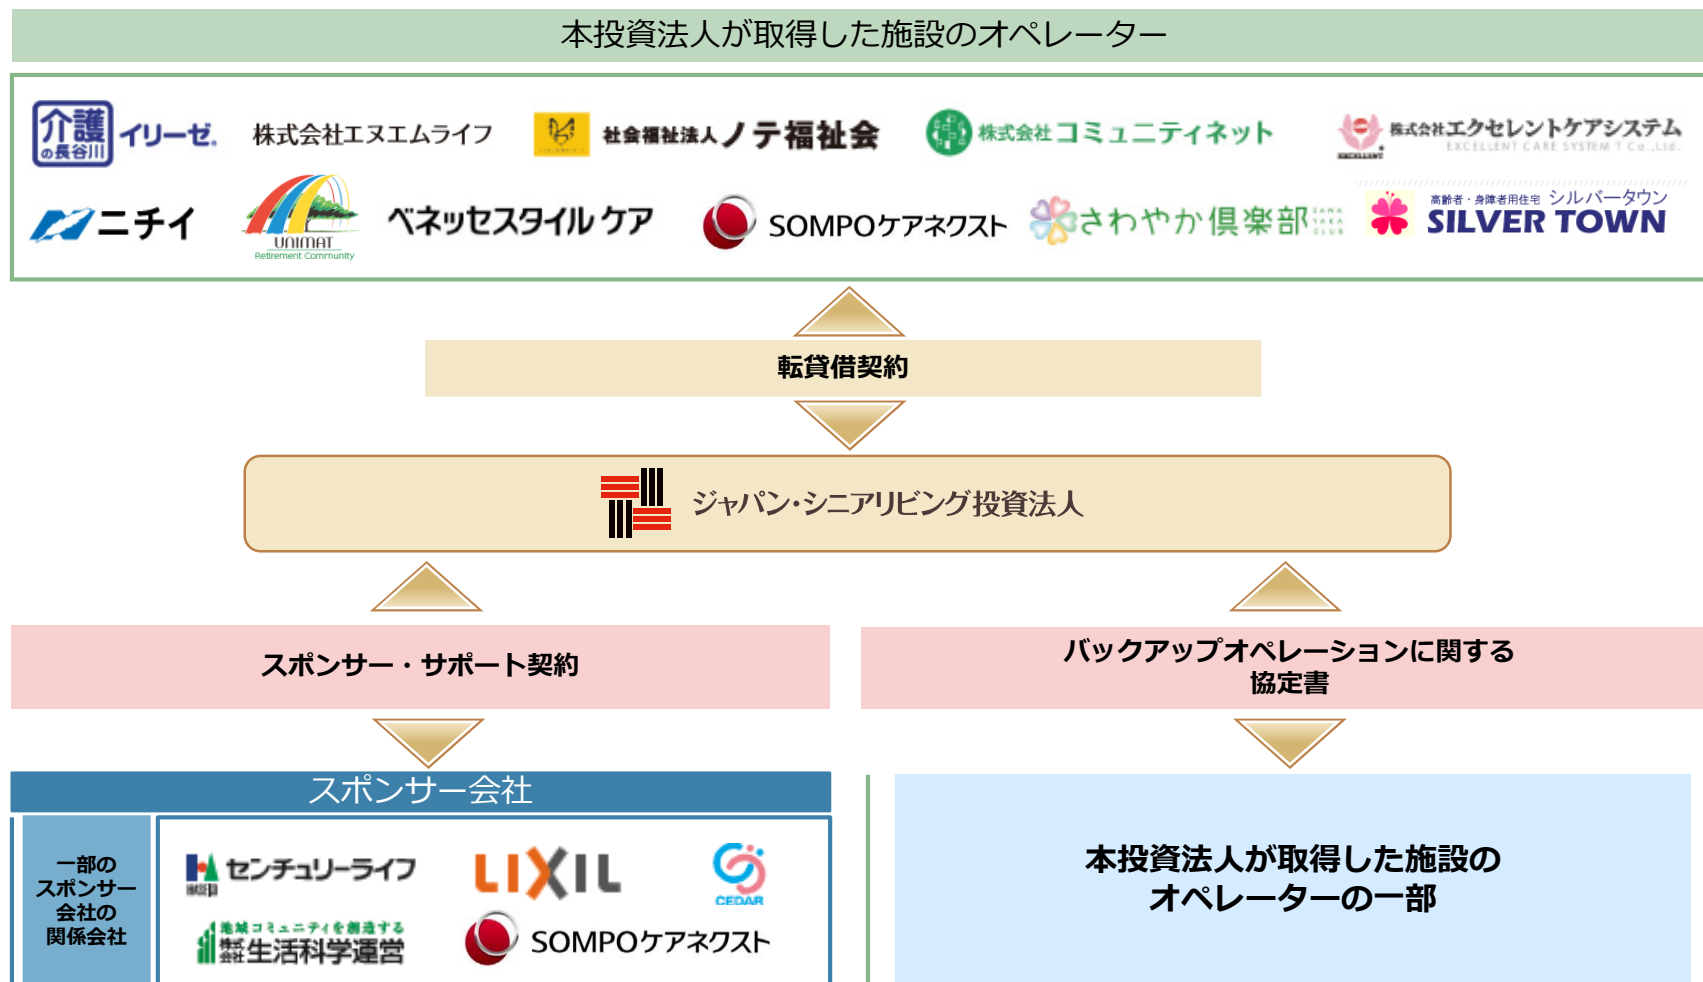 本投資法人が取得した施設のオペレーター
介護の長谷川 イリーゼ.
株式会社エヌエムライフ
社会福祉法人ノテ福祉会
株式会社コミュニティネット
EXCELLENT
株式会社エクセレントケアシステム
EXCELLENT CARE SYSTEM T Co.,Ltd.
ニチイ
UNIMAT
Retirement Community
ベネッセスタイルケア
SOMPOケアネクスト
さわやか倶楽部
SAWA
YAKA
CLUB
高齢者・身障者用住宅 シルバータウン
SILVER TOWN
転貸借契約
ジャパン・シニアリビング投資法人
スポンサー・サポート契約
バックアップオペレーションに関する
協定書
スポンサー会社
一部の
スポンサー
会社の
関係会社
センチュリーライフ
LIXIL
CEDAR
地域コミュニティを創造する
株式会社生活科学運営
SOMPOケアネクスト
本投資法人が取得した施設の
オペレーターの一部